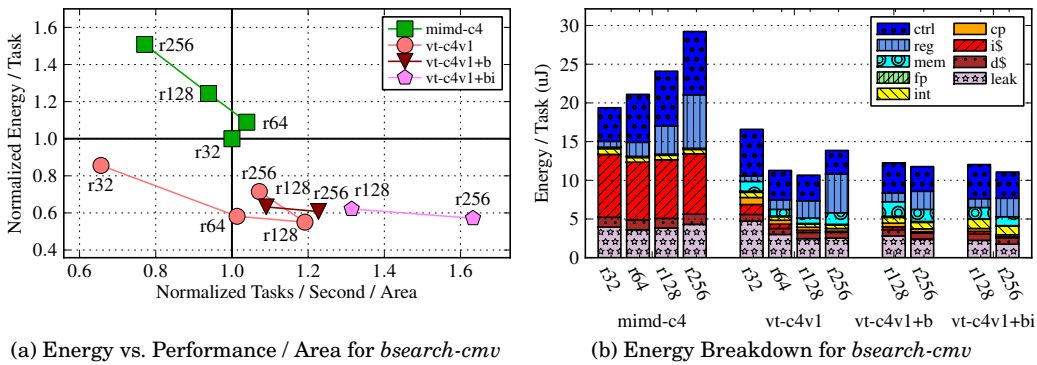 Normalized Energy / Task
1.6
1.4
1.2
1.0
0.8
0.6
0.4
0.6
0.8
1.0
1.2
1.4
1.6
Normalized Tasks / Second / Area
mimd-c4
vt-c4v1
vt-c4v1+b
vt-c4v1+bi
r256
r128
r64
r32
r32
r64
r256
r128
r128
r256
r128
r256
(a) Energy vs. Performance / Area for bsearch-cmv
Energy / Task (uJ)
30
25
20
15
10
5
0
ctrl
reg
mem
fp
int
cp
i$
d$
leak
r32
r64
r128
r256
r32
r64
r128
r256
r128
r256
r128
r256
mimd-c4
vt-c4v1
vt-c4v1+b
vt-c4v1+bi
(b) Energy Breakdown for bsearch-cmv